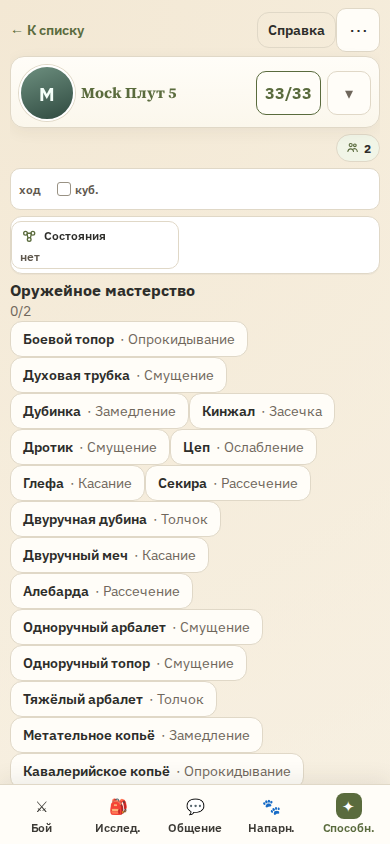 ← К списку
Справка
...
М
Mock Плут 5
33/33
▾
2
ход
куб.
Состояния
нет
Оружейное мастерство
0/2
Боевой топор · Опрокидывание
Духовая трубка · Смущение
Дубинка · Замедление Кинжал · Засечка
Дротик · Смущение Цеп · Ослабление
Глефа · Касание Секира · Рассечение
Двуручная дубина · Толчок
Двуручный меч · Касание
Алебарда · Рассечение
Одноручный арбалет · Смущение
Одноручный топор · Смущение
Тяжёлый арбалет · Толчок
Метательное копьё · Замедление
Кавалерийское копьё · Опрокидывание
Бой Исслед. Общение Напарн. Способн.